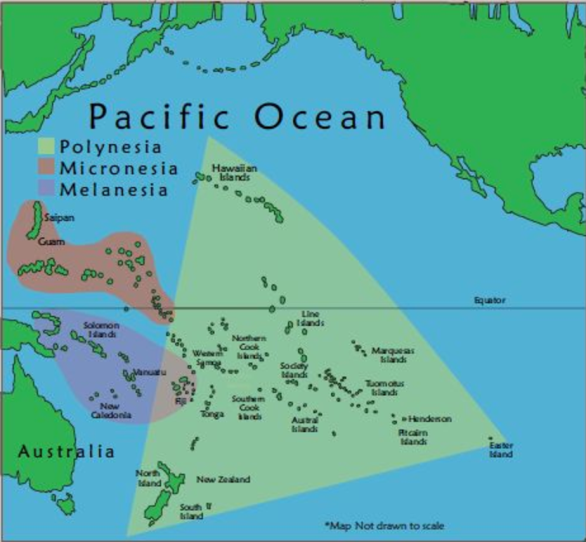 Pacific Ocean
Polynesia
Micronesia
Melanesia
Hawaiian
Islands
Saipan
Guam
Equator
Line
Islands
Solomon
Islands
Northern
Cook
Islands
Western
Samoa
Marquesas
Islands
Society
Islands
Vanuatu
Tuomotus
Islands
Fiji
New
Caledonia
Tonga
Southern
Cook
Islands
Austral
Islands
Henderson
Pitcairn
Islands
Easter
Island
Australia
North
Island
New Zealand
South
Island
*Map Not drawn to scale